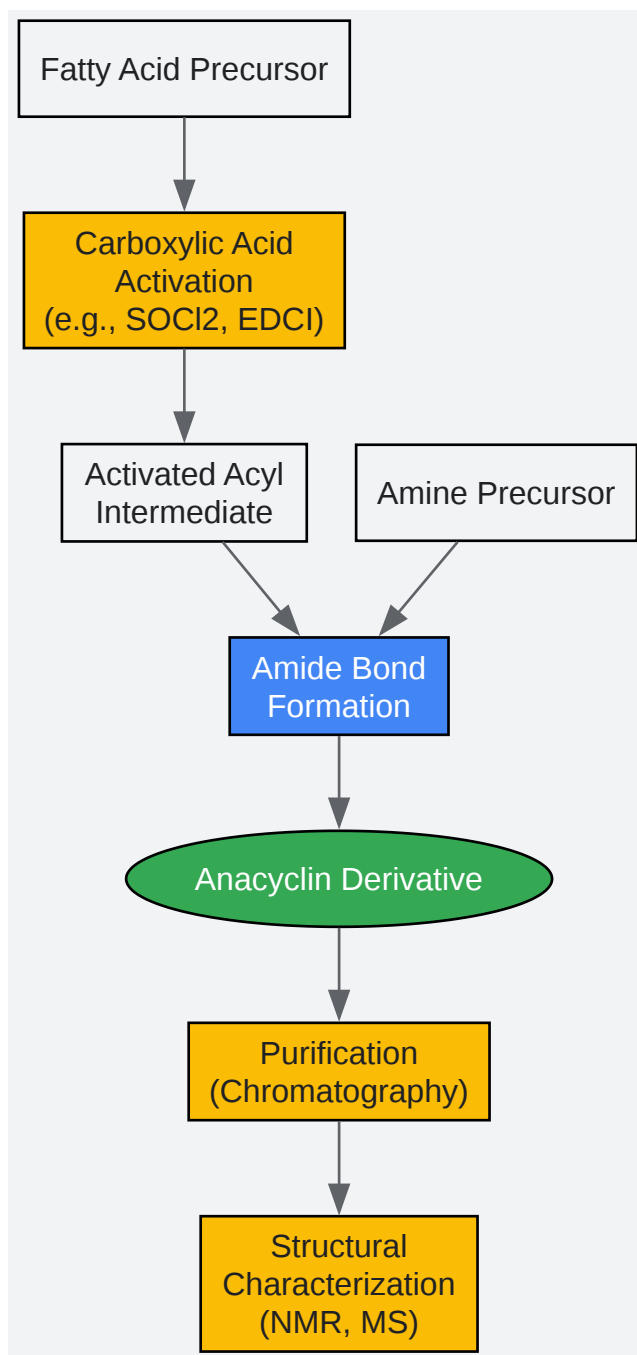 Fatty Acid Precursor
Carboxylic Acid
Activation
(e.g., SOCl2, EDCI)
Activated Acyl
Intermediate
Amine Precursor
Amide Bond
Formation
Anacyclin Derivative
Purification
(Chromatography)
Structural
Characterization
(NMR, MS)